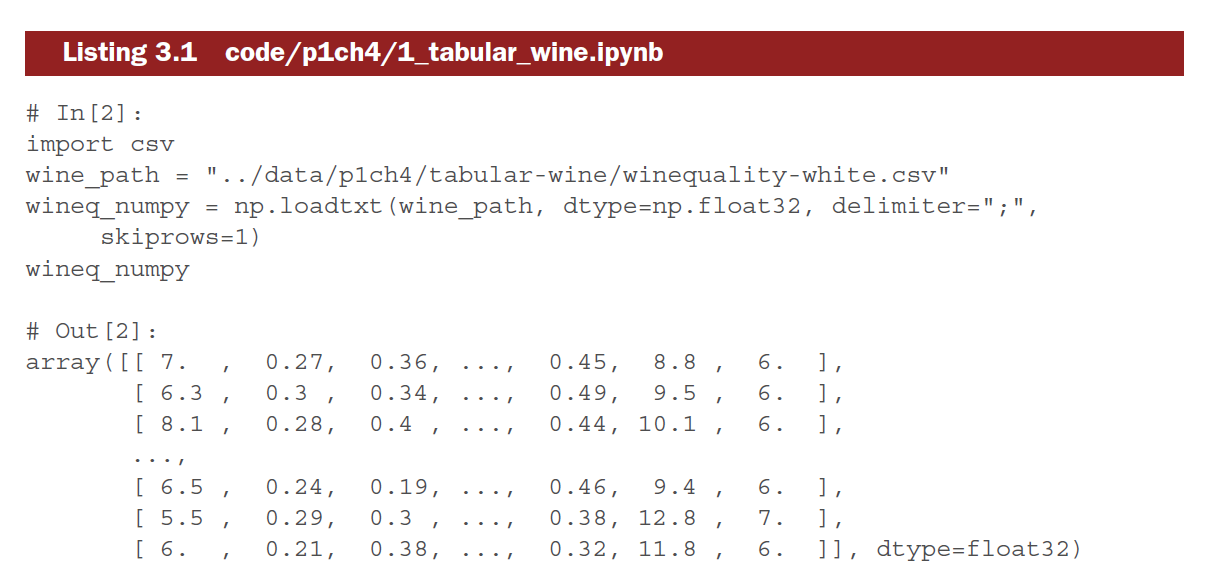 Listing 3.1 code/p1ch4/1_tabular_wine.ipynb
# In[2]:
import csv
wine_path = "../data/p1ch4/tabular-wine/winequality-white.csv"
wineq_numpy = np.loadtxt(wine_path, dtype=np.float32, delimiter=";",
     skiprows=1)
wineq_numpy
# Out[2]:
array([[ 7.  ,  0.27,  0.36, ...,  0.45,  8.8 ,  6.  ],
       [ 6.3 ,  0.3 ,  0.34, ...,  0.49,  9.5 ,  6.  ],
       [ 8.1 ,  0.28,  0.4 , ...,  0.44, 10.1 ,  6.  ],
       ...,
       [ 6.5 ,  0.24,  0.19, ...,  0.46,  9.4 ,  6.  ],
       [ 5.5 ,  0.29,  0.3 , ...,  0.38, 12.8 ,  7.  ],
       [ 6.  ,  0.21,  0.38, ...,  0.32, 11.8 ,  6.  ]], dtype=float32)